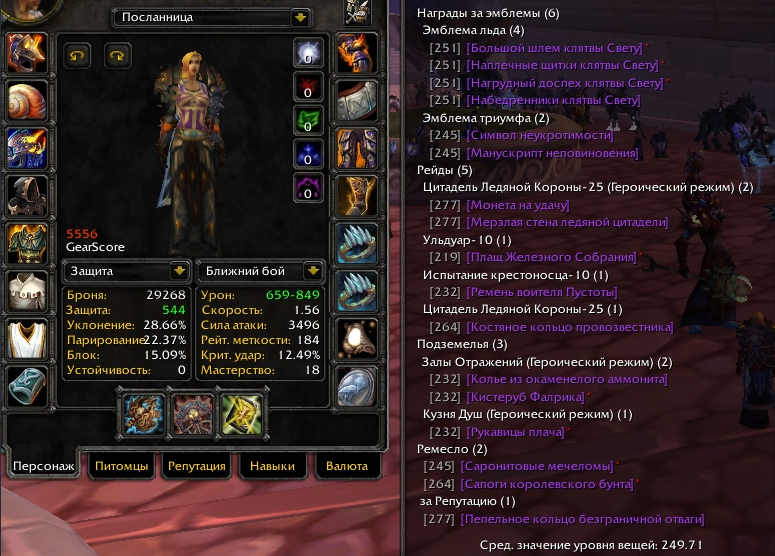 Посланница
0
0
0
0
0
5556
GearScore
Защита
Ближний бой
Броня: 29268
Защита: 544
Уклонение: 28.66%
Парирование: 22.37%
Блок: 15.09%
Устойчивость: 0
Урон: 659-849
Скорость: 1.56
Сила атаки: 3496
Рейт. меткости: 184
Крит. удар: 12.49%
Мастерство: 18
Персонаж
Питомцы
Репутация
Навыки
Валюта
Награды за эмблемы (6)
Эмблема льда (4)
[251] [Большой шлем клятвы Свету]*
[251] [Наплечные щитки клятвы Свету]*
[251] [Нагрудный доспех клятвы Свету]*
[251] [Набедренники клятвы Свету]
Эмблема триумфа (2)
[245] [Символ неукротимости]
[245] [Манускрипт неповиновения]
Рейды (5)
Цитадель Ледяной Короны-25 (Героический режим) (2)
[277] [Монета на удачу]
[277] [Мерзлая стена ледяной цитадели]
Ульдуар-10 (1)
[219] [Плащ Железного Собрания]*
Испытание крестоносца-10 (1)
[232] [Ремень воителя Пустоты]
Цитадель Ледяной Короны-25 (1)
[264] [Костяное кольцо провозвестника]
Подземелья (3)
Залы Отражений (Героический режим) (2)
[232] [Колье из окаменелого аммонита]
[232] [Кистеруб Фалрика]*
Кузня Душ (Героический режим) (1)
[232] [Рукавицы плача]*
Ремесло (2)
[245] [Саронитовые мечеломы]*
[264] [Сапоги королевского бунта]*
за Репутацию (1)
[277] [Пепельное кольцо безграничной отваги]
Сред. значение уровня вещей: 249.71